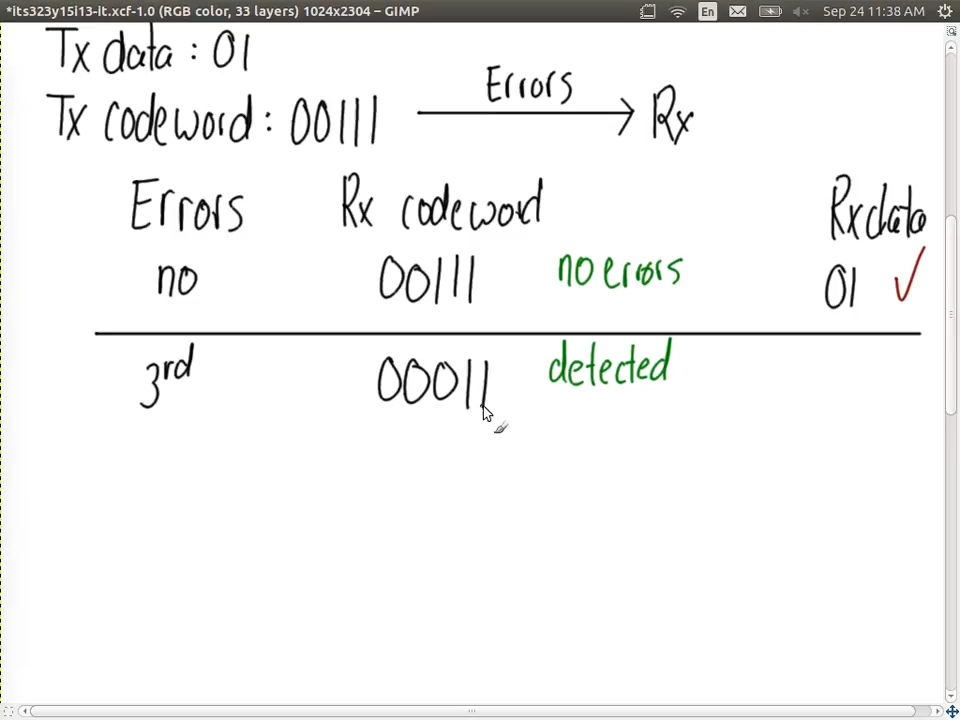 *its323y15i13-it.xcf-1.0 (RGB color, 33 layers) 1024x2304 – GIMP En Sep 24 11:38 AM
Tx data : 01
Tx codeword : 00111 Errors Rx
Errors Rx codeword Rx data
no 00111 no errors 01 ✓
3rd 00011 detected